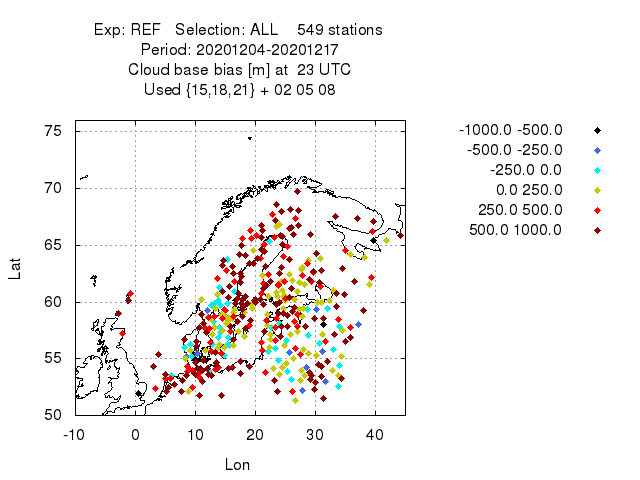 Exp: REF   Selection: ALL    549 stations
Period: 20201204-20201217
Cloud base bias [m] at  23 UTC
Used {15,18,21} + 02 05 08
-1000.0 -500.0
-500.0 -250.0
-250.0 0.0
0.0 250.0
250.0 500.0
500.0 1000.0
75
70
65
60
55
50
Lat
-10 0 10 20 30 40
Lon